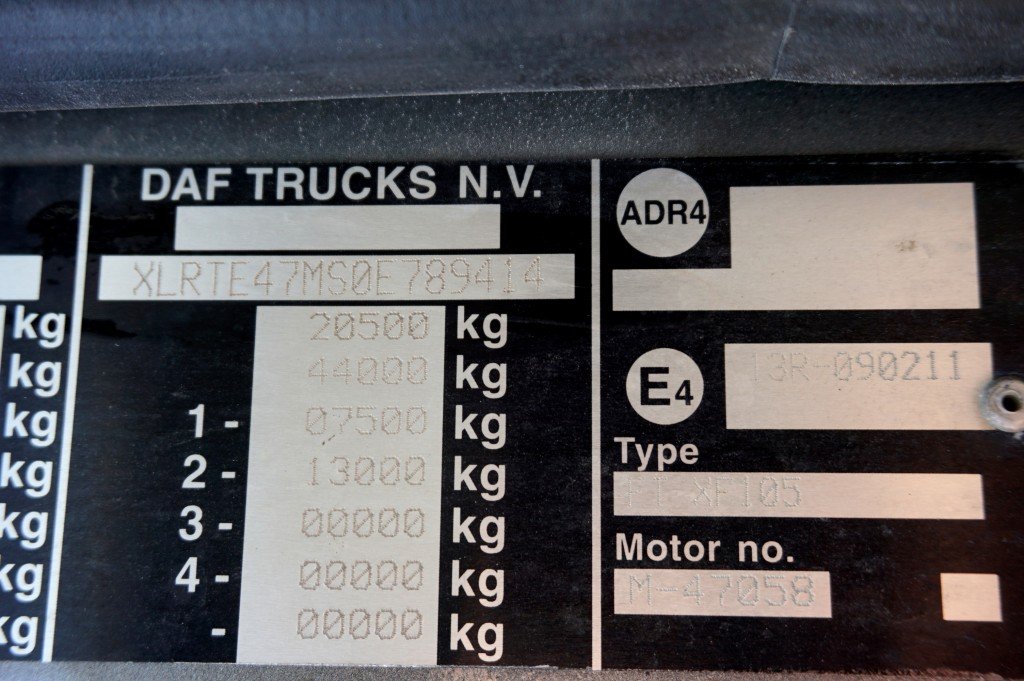 DAF TRUCKS N.V.
XLRTE47MS0E789414
20500 kg
44000 kg
1 - 07500 kg
2 - 13000 kg
3 - 00000 kg
4 - 00000 kg
- 00000 kg
kg
kg
kg
kg
kg
kg
kg
ADR4
E4
13R-090211
Type
FT XF105
Motor no.
M-47058